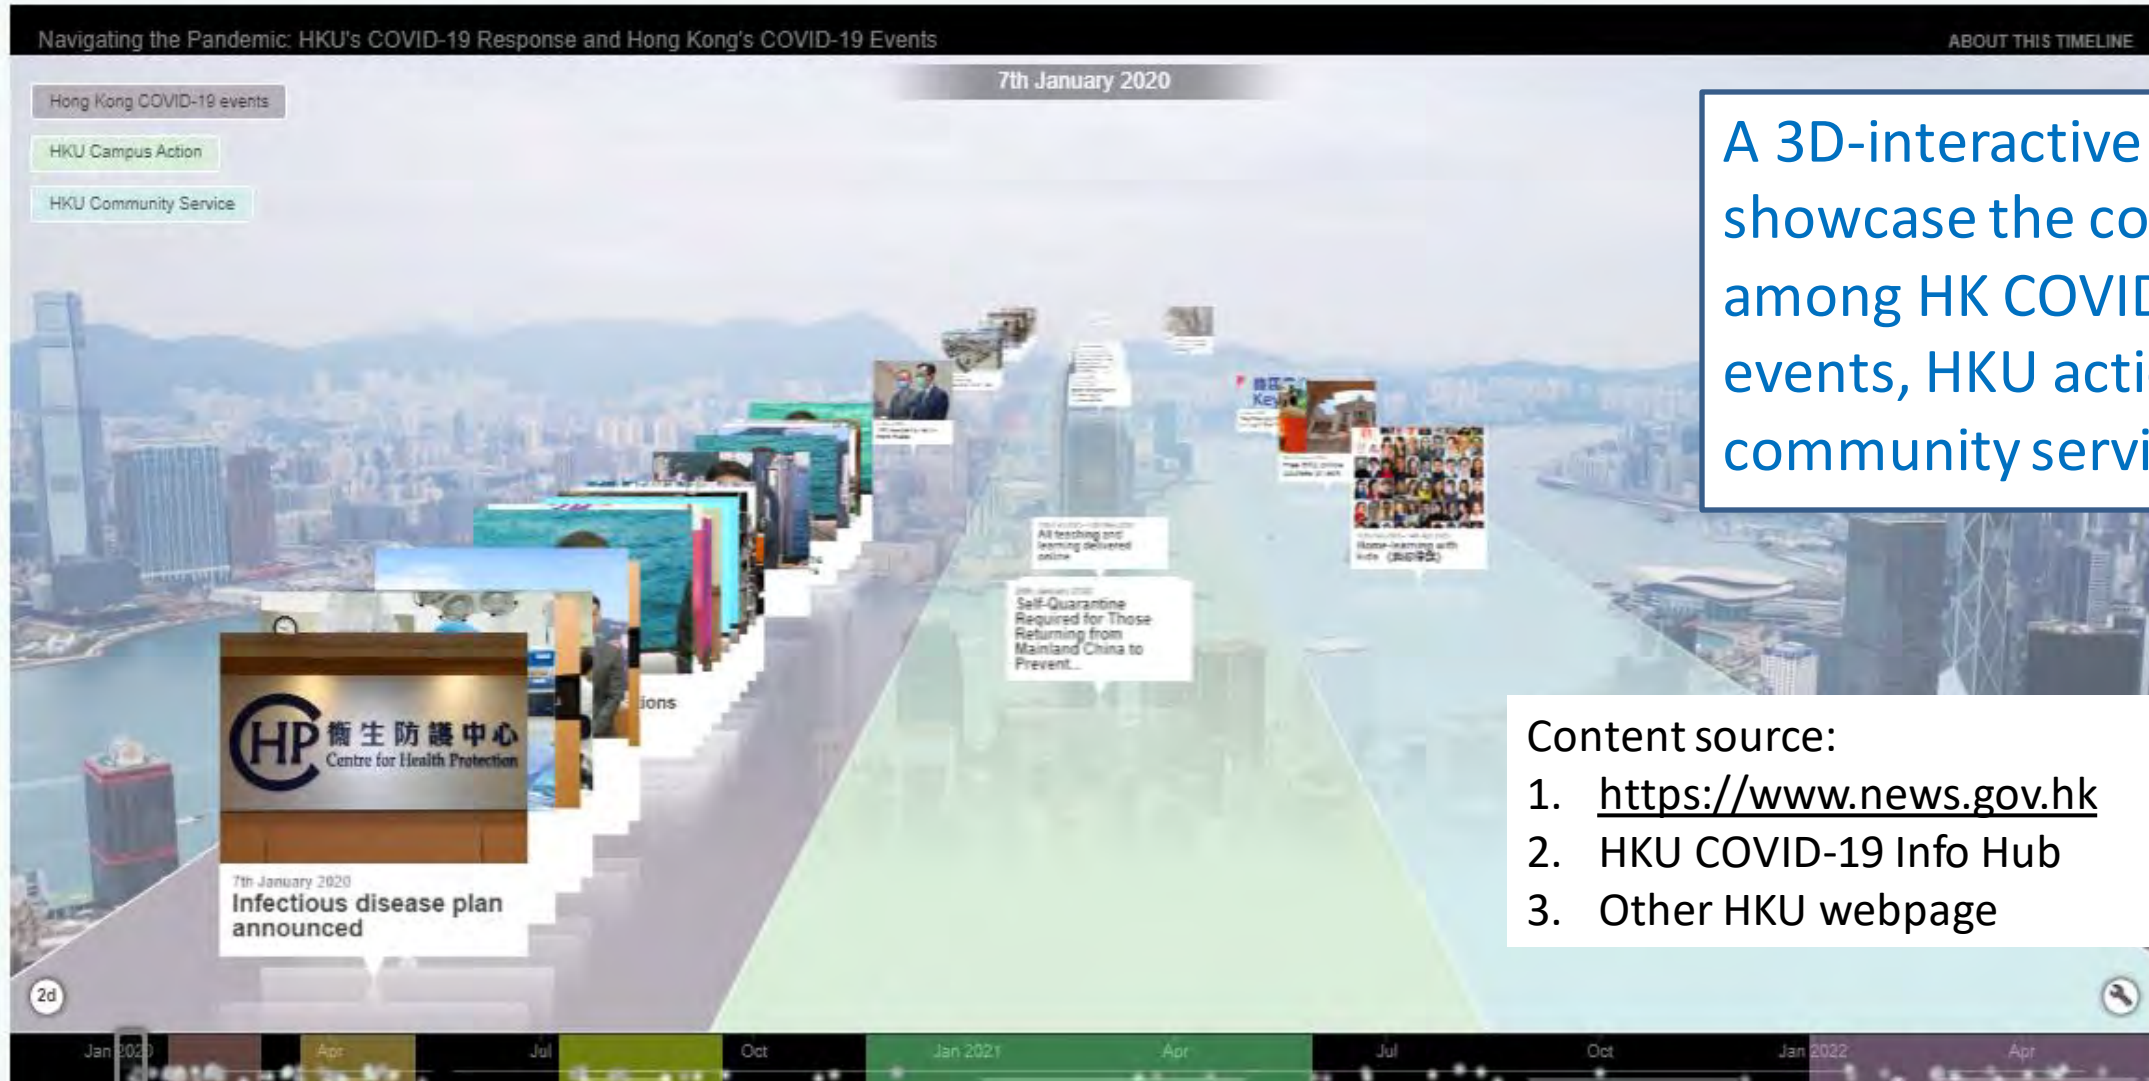 Navigating the Pandemic: HKU's COVID-19 Response and Hong Kong's COVID-19 Events
ABOUT THIS TIMELINE
7th January 2020
Hong Kong COVID-19 events
HKU Campus Action
HKU Community Service
A 3D-interactive
showcase the co
among HK COVID
events, HKU acti
community servi
All teaching and
learning delivered
online
Self-Quarantine
Required for Those
Returning from
Mainland China to
Prevent...
Home-learning with
kids
ions
CHP 衞生防護中心
Centre for Health Protection
7th January 2020
Infectious disease plan
announced
Content source:
1. https://www.news.gov.hk
2. HKU COVID-19 Info Hub
3. Other HKU webpage
2d
Jan 2020 Apr Jul Oct Jan 2021 Apr Jul Oct Jan 2022 Apr